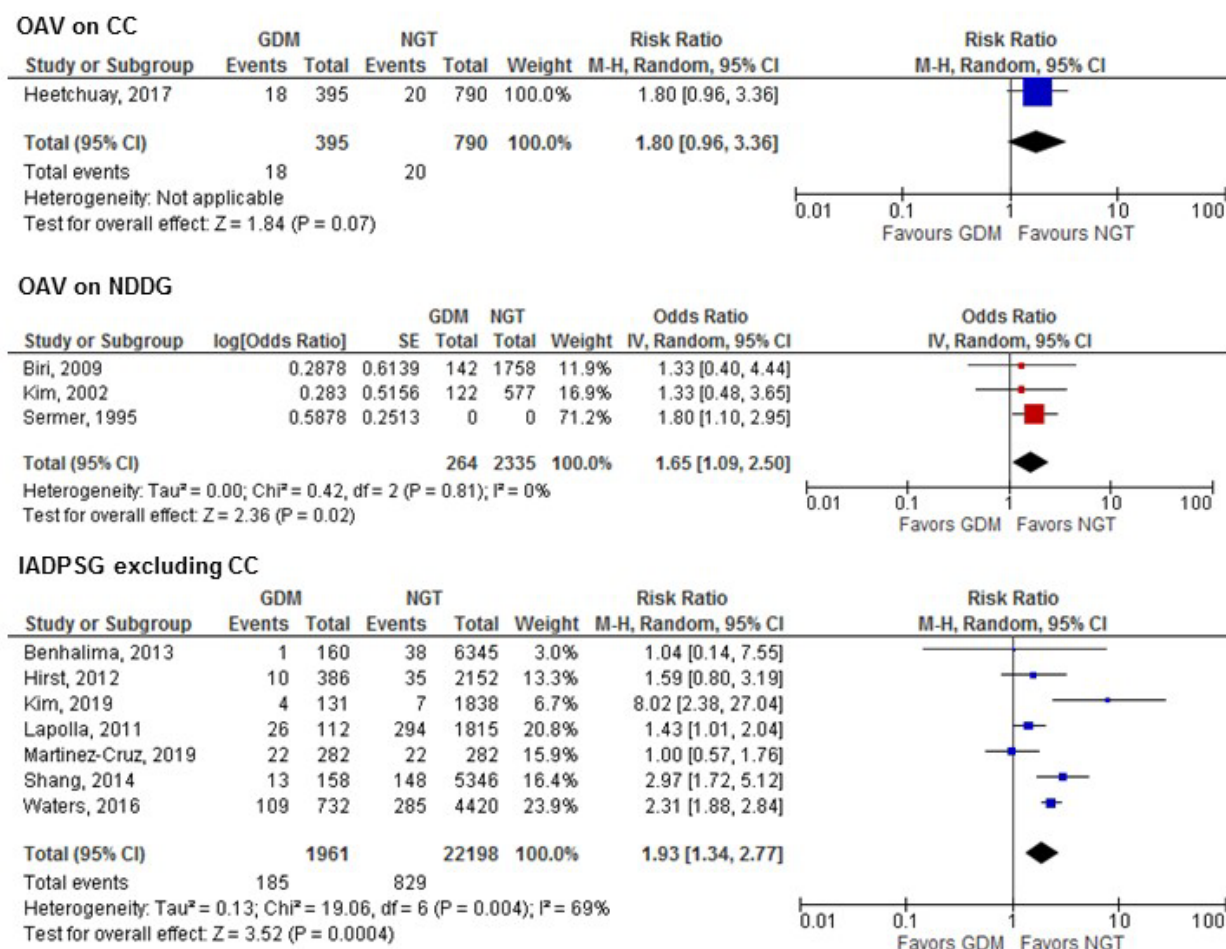 OAV on CC
GDM NGT Risk Ratio Risk Ratio
Study or Subgroup Events Total Events Total Weight M-H, Random, 95% CI M-H, Random, 95% CI
Heetchuay, 2017 18 395 20 790 100.0% 1.80 [0.96, 3.36]
Total (95% CI) 395 790 100.0% 1.80 [0.96, 3.36]
Total events 18 20
Heterogeneity: Not applicable
Test for overall effect: Z = 1.84 (P = 0.07)
0.01 0.1 1 10 100
Favours GDM Favours NGT
OAV on NDDG
GDM NGT Odds Ratio Odds Ratio
Study or Subgroup log[Odds Ratio] SE Total Total Weight IV, Random, 95% CI IV, Random, 95% CI
Biri, 2009 0.2878 0.6139 142 1758 11.9% 1.33 [0.40, 4.44]
Kim, 2002 0.283 0.5156 122 577 16.9% 1.33 [0.48, 3.65]
Sermer, 1995 0.5878 0.2513 0 0 71.2% 1.80 [1.10, 2.95]
Total (95% CI) 264 2335 100.0% 1.65 [1.09, 2.50]
Heterogeneity: Tau² = 0.00; Chi² = 0.42, df = 2 (P = 0.81); I² = 0%
Test for overall effect: Z = 2.36 (P = 0.02)
0.01 0.1 1 10 100
Favors GDM Favors NGT
IADPSG excluding CC
GDM NGT Risk Ratio Risk Ratio
Study or Subgroup Events Total Events Total Weight M-H, Random, 95% CI M-H, Random, 95% CI
Benhalima, 2013 1 160 38 6345 3.0% 1.04 [0.14, 7.55]
Hirst, 2012 10 386 35 2152 13.3% 1.59 [0.80, 3.19]
Kim, 2019 4 131 7 1838 6.7% 8.02 [2.38, 27.04]
Lapolla, 2011 26 112 294 1815 20.8% 1.43 [1.01, 2.04]
Martinez-Cruz, 2019 22 282 22 282 15.9% 1.00 [0.57, 1.76]
Shang, 2014 13 158 148 5346 16.4% 2.97 [1.72, 5.12]
Waters, 2016 109 732 285 4420 23.9% 2.31 [1.88, 2.84]
Total (95% CI) 1961 22198 100.0% 1.93 [1.34, 2.77]
Total events 185 829
Heterogeneity: Tau² = 0.13; Chi² = 19.06, df = 6 (P = 0.004); I² = 69%
Test for overall effect: Z = 3.52 (P = 0.0004)
0.01 0.1 1 10 100
Favors GDM Favors NGT